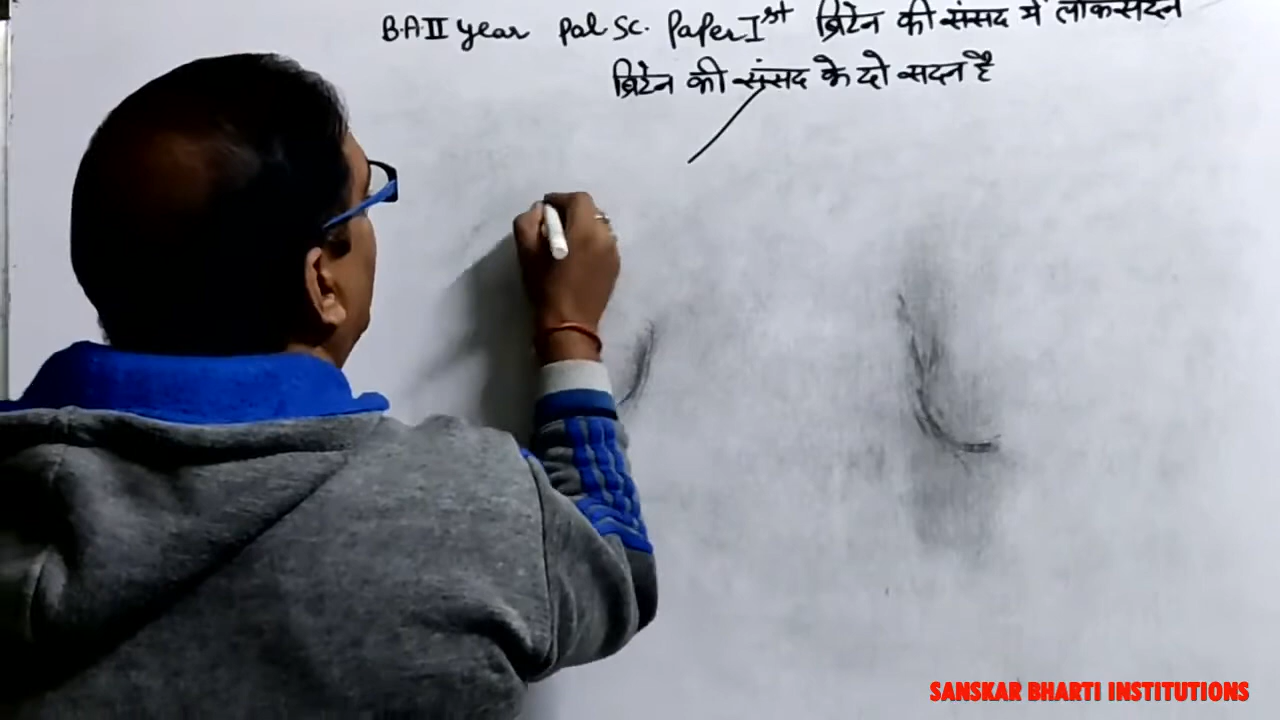 B.A II year Pol Sc. Paper I st ब्रिटेन की संसद में लोकसदन
ब्रिटेन की संसद के दो सदन है
SANSKAR BHARTI INSTITUTIONS